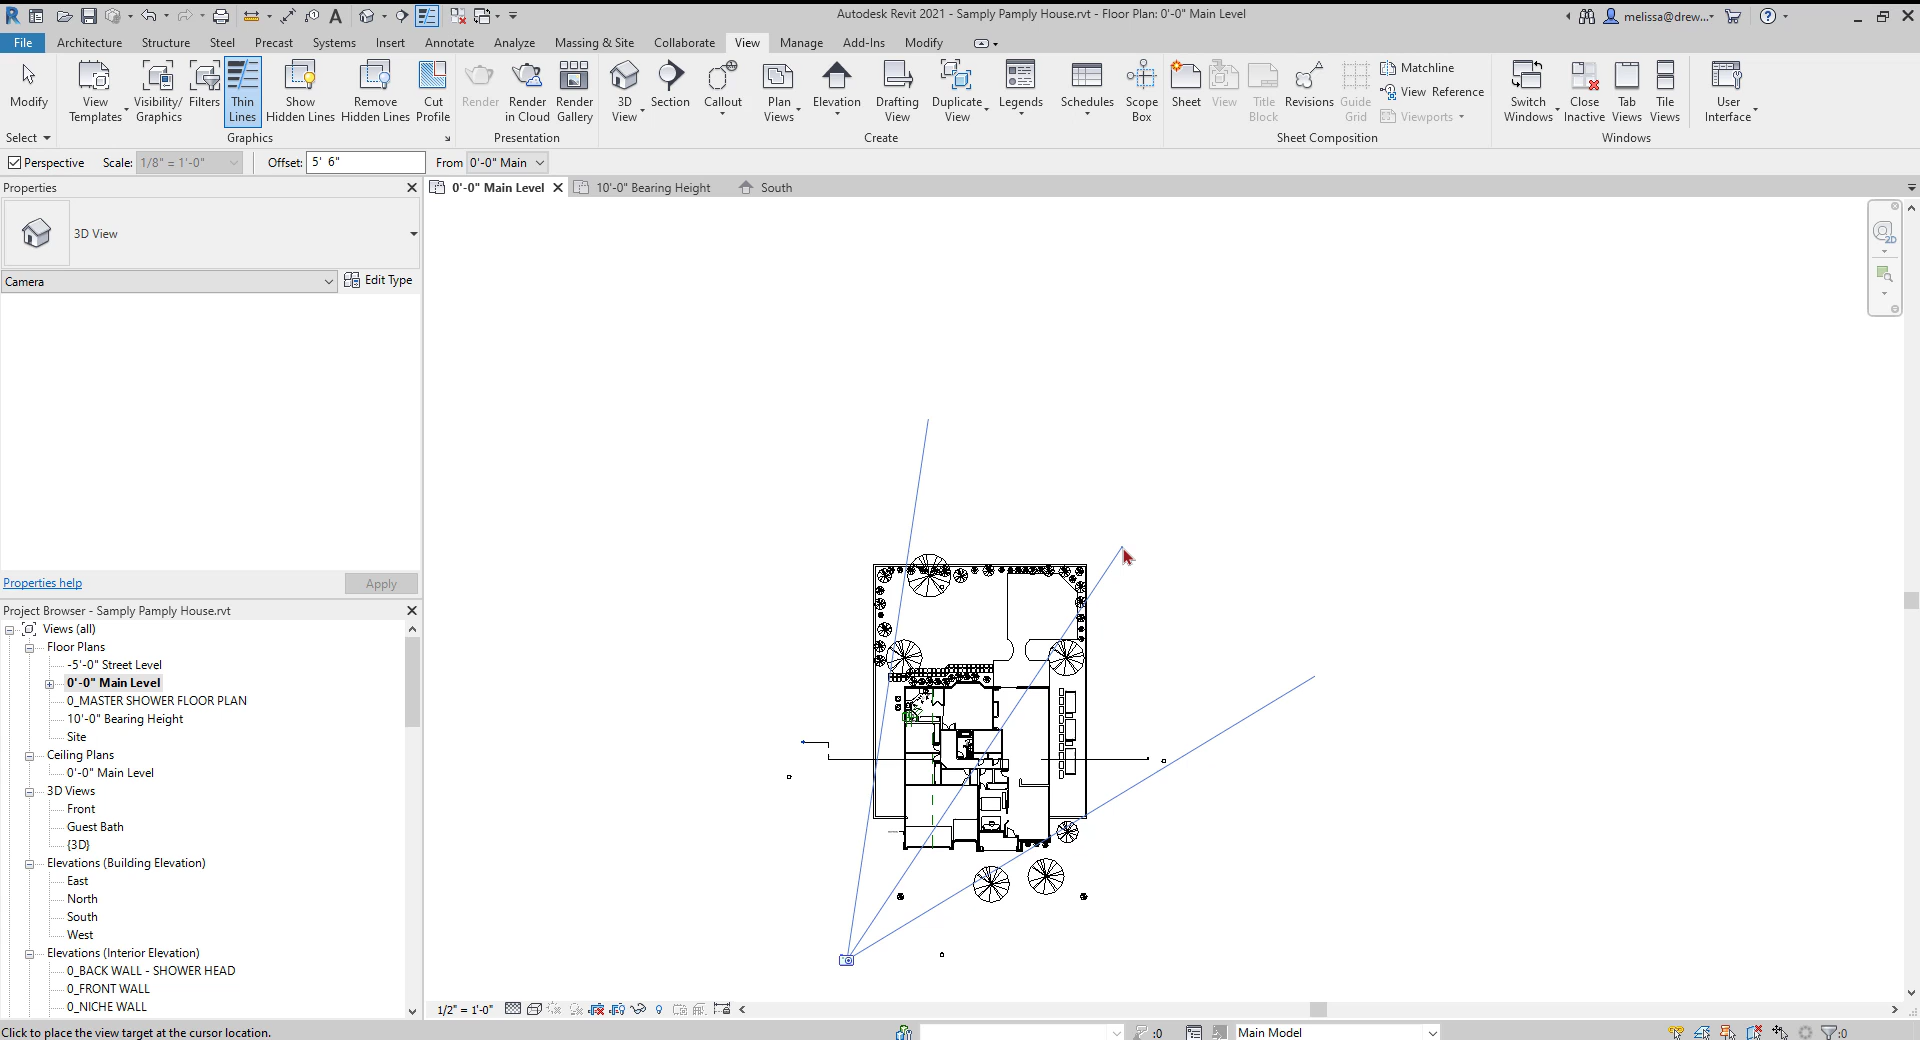 Autodesk Revit 2021 - Samply Pamply House.rvt - Floor Plan: 0'-0" Main Level
melissa@drew...
File Architecture Structure Steel Precast Systems Insert Annotate Analyze Massing & Site Collaborate View Manage Add-Ins Modify
Modify
View Templates
Visibility/ Graphics
Filters
Thin Lines
Show Hidden Lines
Remove Hidden Lines
Cut Profile
Render
Render in Cloud
Render Gallery
3D View
Section
Callout
Plan Views
Elevation
Drafting View
Duplicate View
Legends
Schedules
Scope Box
Sheet
View
Title Block
Revisions
Guide Grid
Matchline
View Reference
Viewports
Switch Windows
Close Inactive
Tab Views
Tile Views
User Interface
Select Graphics Presentation Create Sheet Composition Windows
Perspective Scale: 1/8" = 1'-0" Offset: 5' 6" From 0'-0" Main
Properties
0'-0" Main Level 10'-0" Bearing Height South
3D View
Camera Edit Type
2D
Properties help Apply
Project Browser - Samply Pamply House.rvt
Views (all)
Floor Plans
-5'-0" Street Level
0'-0" Main Level
0_MASTER SHOWER FLOOR PLAN
10'-0" Bearing Height
Site
Ceiling Plans
0'-0" Main Level
3D Views
Front
Guest Bath
{3D}
Elevations (Building Elevation)
East
North
South
West
Elevations (Interior Elevation)
0_BACK WALL - SHOWER HEAD
0_FRONT WALL
0_NICHE WALL
1/2" = 1'-0"
Click to place the view target at the cursor location.
:0
Main Model
:0